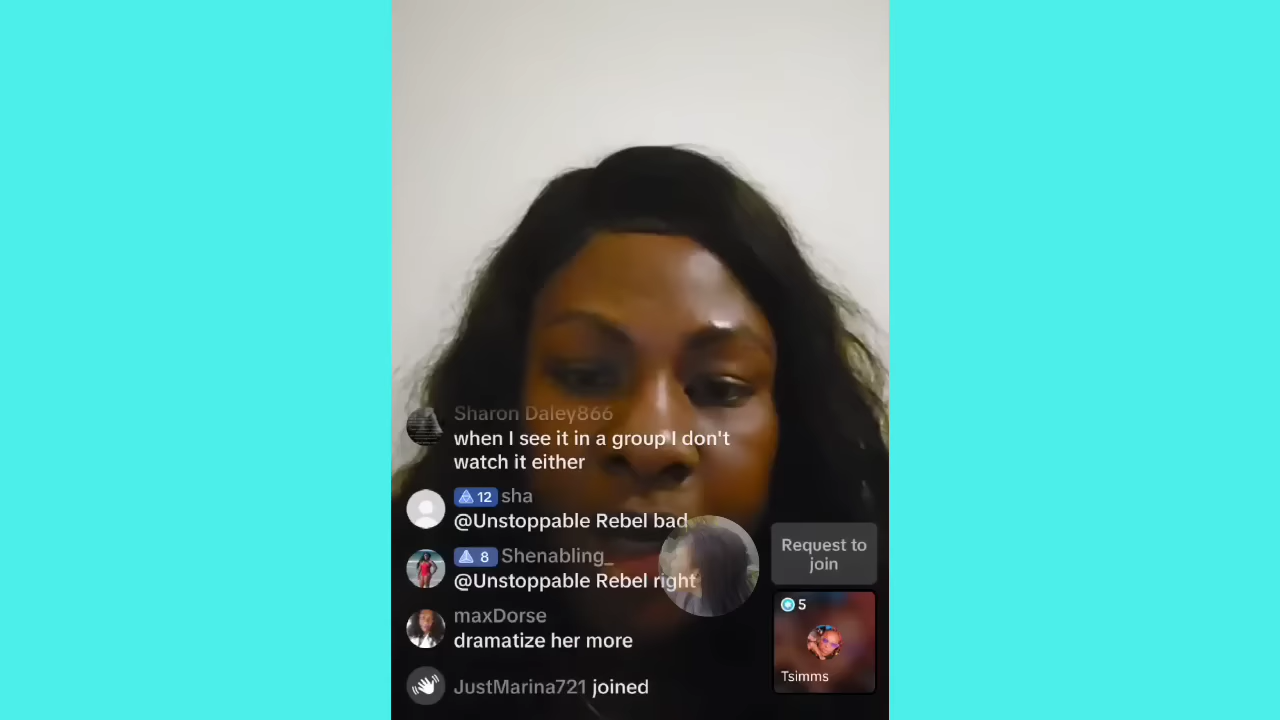 Sharon Daley866
when I see it in a group I don't
watch it either
12 sha
@Unstoppable Rebel bad
8 Shenabling_
@Unstoppable Rebel right
maxDorse
dramatize her more
JustMarina721 joined
Request to
join
5
Tsimms